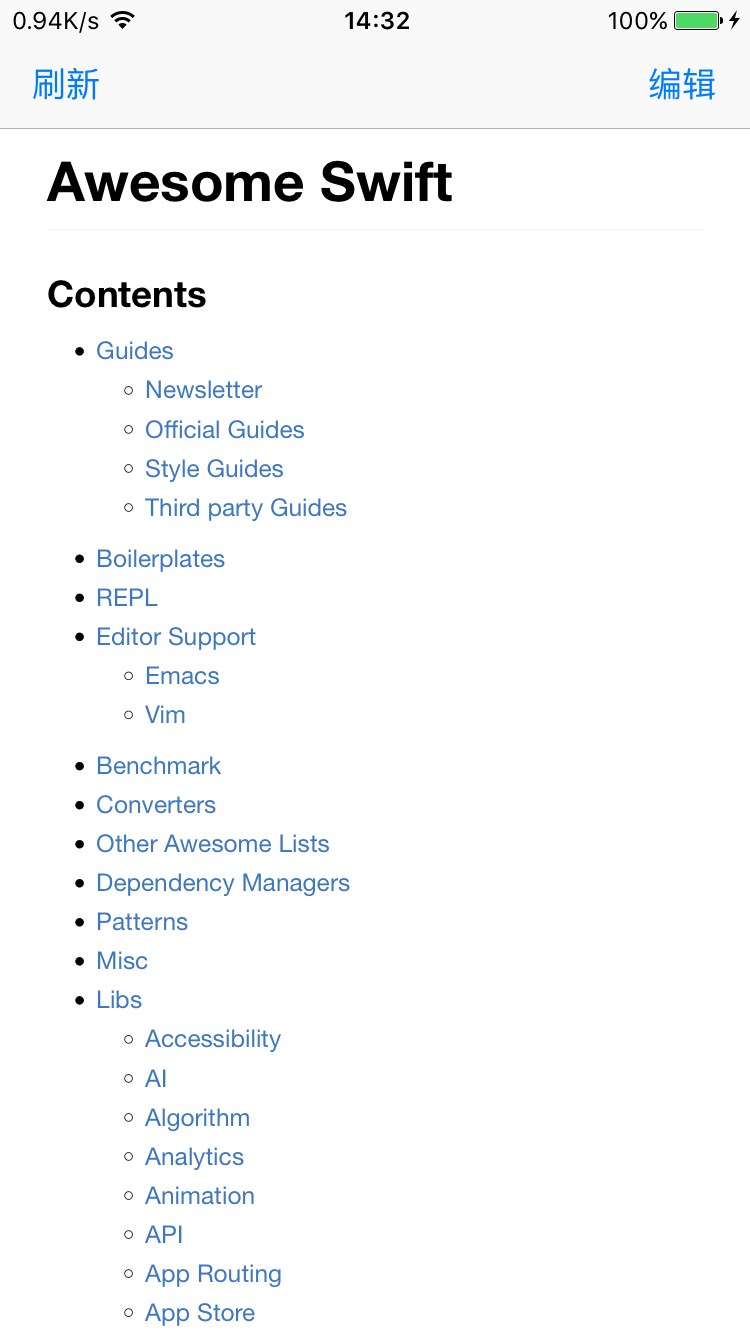 0.94K/s 14:32 100%
刷新 编辑
Awesome Swift
Contents
Guides
Newsletter
Official Guides
Style Guides
Third party Guides
Boilerplates
REPL
Editor Support
Emacs
Vim
Benchmark
Converters
Other Awesome Lists
Dependency Managers
Patterns
Misc
Libs
Accessibility
AI
Algorithm
Analytics
Animation
API
App Routing
App Store